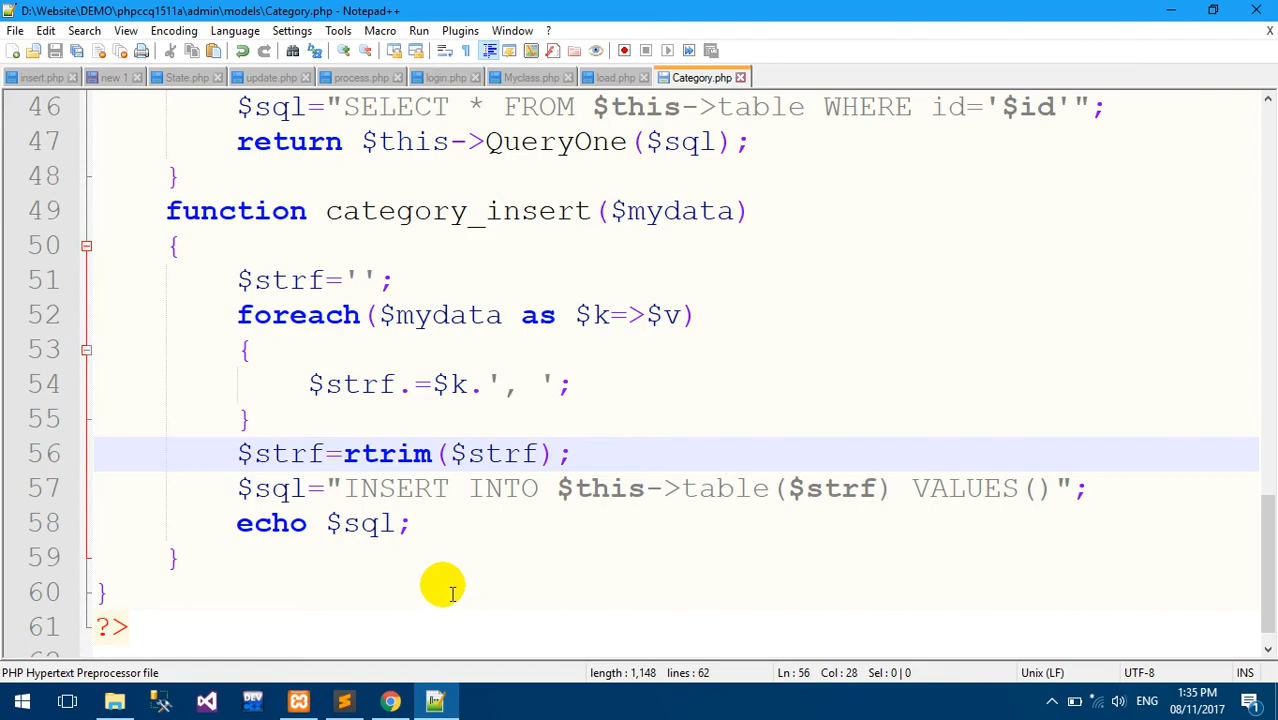 D:\Website\DEMO\phpccq1511a\admin\models\Category.php - Notepad++
File Edit Search View Encoding Language Settings Tools Macro Run Plugins Window ? X
insert.php new 1 State.php update.php process.php login.php Myclass.php load.php Category.php
46 $sql="SELECT * FROM $this->table WHERE id='$id'";
47 return $this->QueryOne($sql);
48 }
49 function category_insert($mydata)
50 {
51 $strf='';
52 foreach($mydata as $k=>$v)
53 {
54 $strf.=$k.', ';
55 }
56 $strf=rtrim($strf);
57 $sql="INSERT INTO $this->table($strf) VALUES()";
58 echo $sql;
59 }
60 }
61 ?>
PHP Hypertext Preprocessor file length : 1,148 lines : 62 Ln : 56 Col : 28 Sel : 0 | 0 Unix (LF) UTF-8 INS
DEV ENG 1:35 PM
08/11/2017